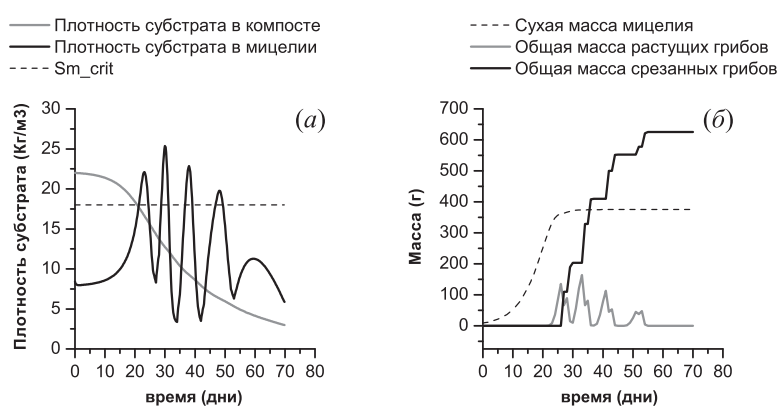 Плотность субстрата в компосте
Плотность субстрата в мицелии
Sm_crit
Сухая масса мицелия
Общая масса растущих грибов
Общая масса срезанных грибов
(а)
Плотность субстрата (Кг/м3)
30
25
20
15
10
5
0
0 10 20 30 40 50 60 70 80
время (дни)
(б)
Масса (г)
700
600
500
400
300
200
100
0
0 10 20 30 40 50 60 70 80
время (дни)